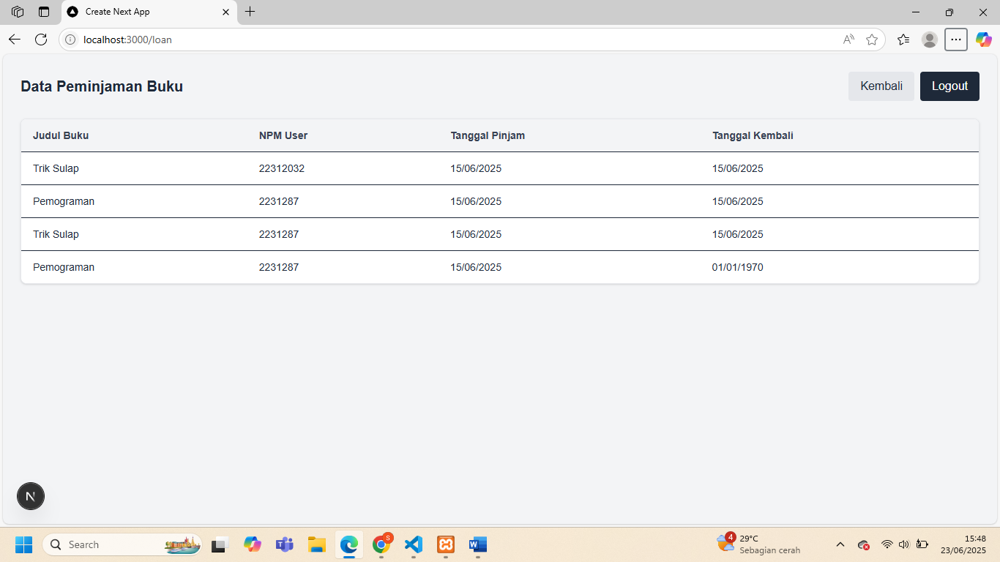 Create Next App
localhost:3000/loan
Data Peminjaman Buku
Kembali
Logout
Judul Buku NPM User Tanggal Pinjam Tanggal Kembali
Trik Sulap 22312032 15/06/2025 15/06/2025
Pemograman 2231287 15/06/2025 15/06/2025
Trik Sulap 2231287 15/06/2025 15/06/2025
Pemograman 2231287 15/06/2025 01/01/1970
N
Search
S
4
29°C
Sebagian cerah
15:48
23/06/2025